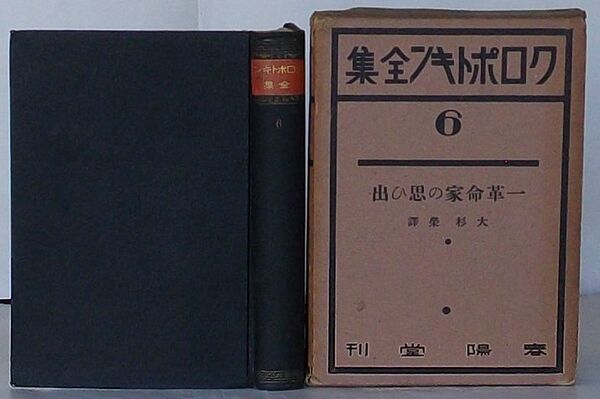 クロポトキン
全集
6
クロポトキン全集
6
一革命家の思ひ出
大杉榮譯
春陽堂刊